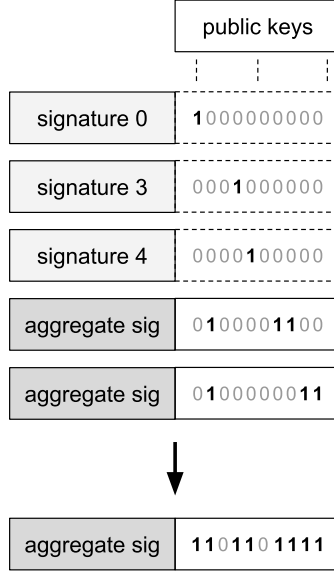 public keys
signature 0 1000000000
signature 3 0001000000
signature 4 0000100000
aggregate sig 0100001100
aggregate sig 0100000011
aggregate sig 1101101111